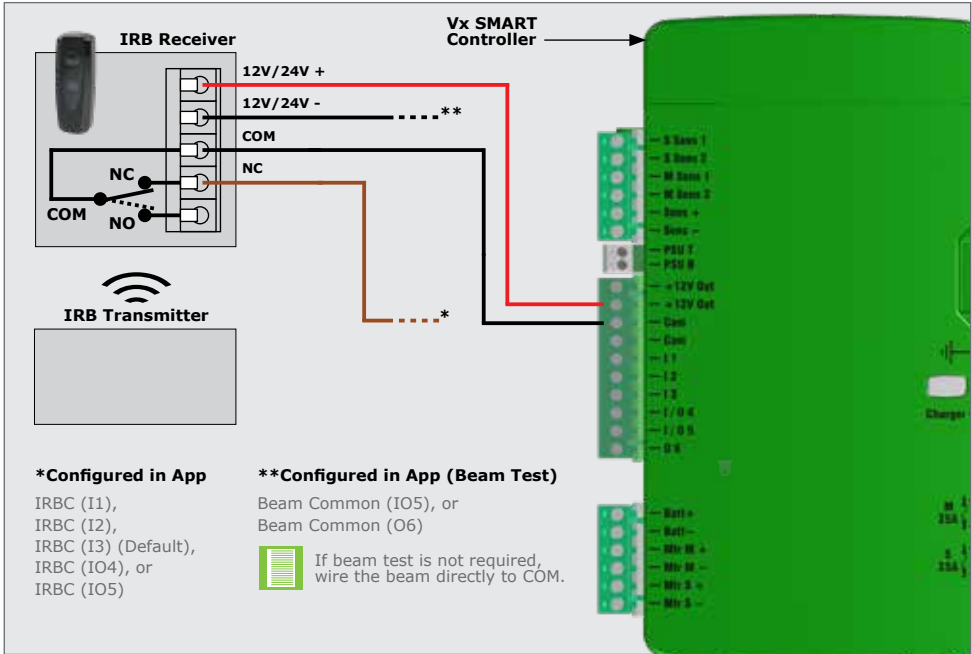 IRB Receiver
Vx SMART
Controller
12V/24V +
12V/24V -
**
COM
NC
NC
COM
NO
*
IRB Transmitter
S Sens 1
S Sens 2
M Sens 1
M Sens 2
Sens +
Sens –
PSU T
PSU R
+12V Out
+12V Out
Com
Com
I 1
I 2
I 3
I / O 4
I / O 5
O 6
Charger
Batt+
Batt–
Mtr M +
Mtr M –
Mtr S +
Mtr S –
M
S
*Configured in App
IRBC (I1),
IRBC (I2),
IRBC (I3) (Default),
IRBC (IO4), or
IRBC (IO5)
**Configured in App (Beam Test)
Beam Common (IO5), or
Beam Common (O6)
If beam test is not required,
wire the beam directly to COM.